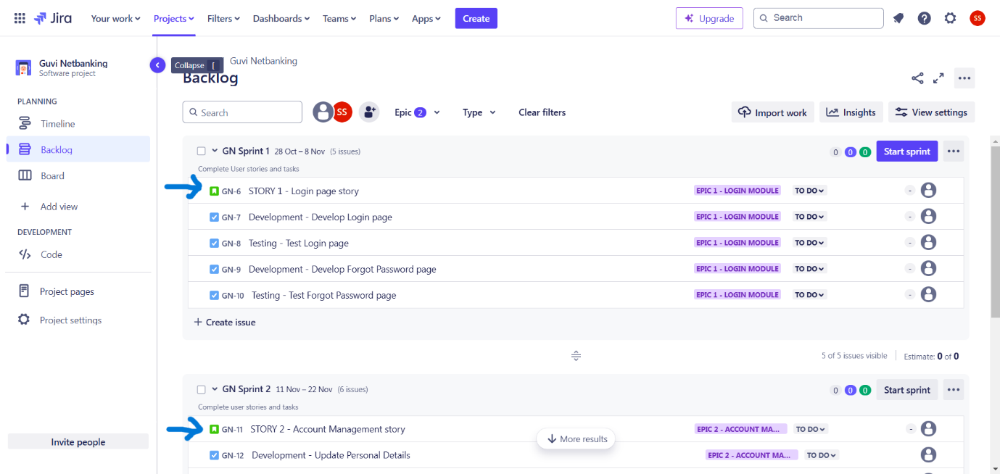 Jira Your work Projects Filters Dashboards Teams Plans Apps Create Upgrade Search ? SS
Guvi Netbanking
Software project
Collapse [
Guvi Netbanking
Backlog
PLANNING
Timeline
Backlog
Board
Add view
DEVELOPMENT
Code
Project pages
Project settings
Invite people
Search SS Epic 2 Type Clear filters Import work Insights View settings
GN Sprint 1 28 Oct – 8 Nov (5 issues) 0 0 0 Start sprint
Complete User stories and tasks
GN-6 STORY 1 - Login page story EPIC 1 - LOGIN MODULE TO DO -
GN-7 Development - Develop Login page EPIC 1 - LOGIN MODULE TO DO -
GN-8 Testing - Test Login page EPIC 1 - LOGIN MODULE TO DO -
GN-9 Development - Develop Forgot Password page EPIC 1 - LOGIN MODULE TO DO -
GN-10 Testing - Test Forgot Password page EPIC 1 - LOGIN MODULE TO DO -
+ Create issue
5 of 5 issues visible Estimate: 0 of 0
GN Sprint 2 11 Nov – 22 Nov (6 issues) 0 0 0 Start sprint
Complete user stories and tasks
GN-11 STORY 2 - Account Management story EPIC 2 - ACCOUNT MA... TO DO -
More results
GN-12 Development - Update Personal Details EPIC 2 - ACCOUNT MA... TO DO